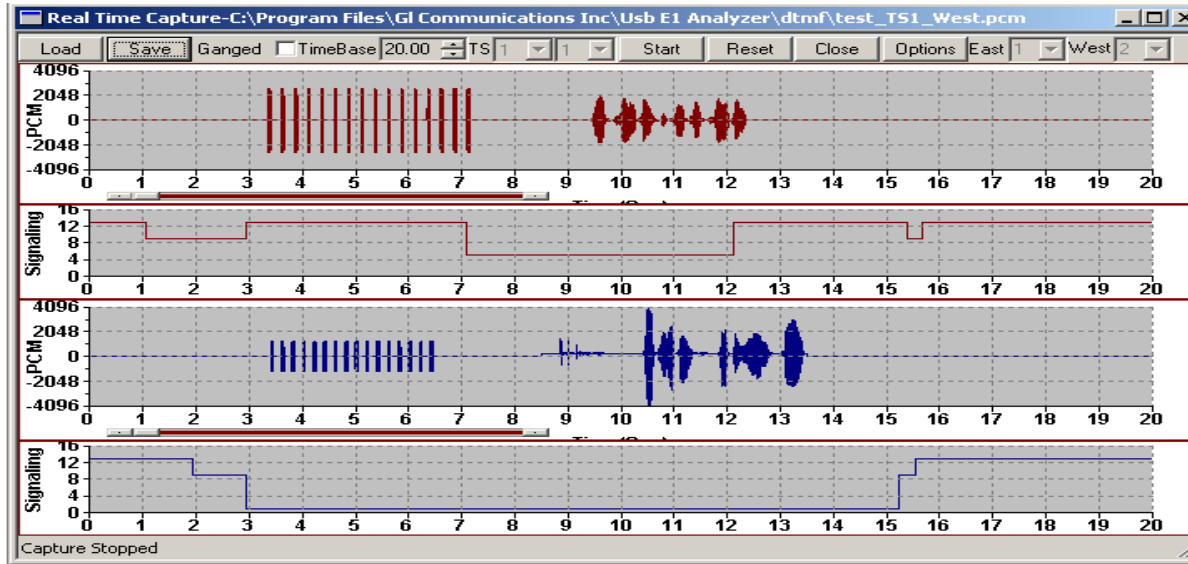 Real Time Capture-C:\Program Files\Gl Communications Inc\Usb E1 Analyzer\dtmf\test_TS1_West.pcm
Load Save Ganged TimeBase 20.00 TS 1 1 Start Reset Close Options East 1 West 2
PCM
4096
2048
0
-2048
-4096
0 1 2 3 4 5 6 7 8 9 10 11 12 13 14 15 16 17 18 19 20
Signaling
16
12
8
4
0
0 1 2 3 4 5 6 7 8 9 10 11 12 13 14 15 16 17 18 19 20
PCM
4096
2048
0
-2048
-4096
0 1 2 3 4 5 6 7 8 9 10 11 12 13 14 15 16 17 18 19 20
Signaling
16
12
8
4
0
0 1 2 3 4 5 6 7 8 9 10 11 12 13 14 15 16 17 18 19 20
Capture Stopped